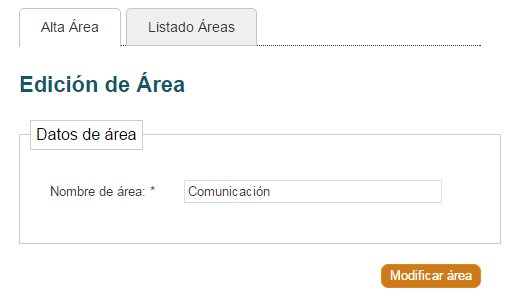 Alta Área
Listado Áreas
Edición de Área
Datos de área
Nombre de área: *
Comunicación
Modificar área